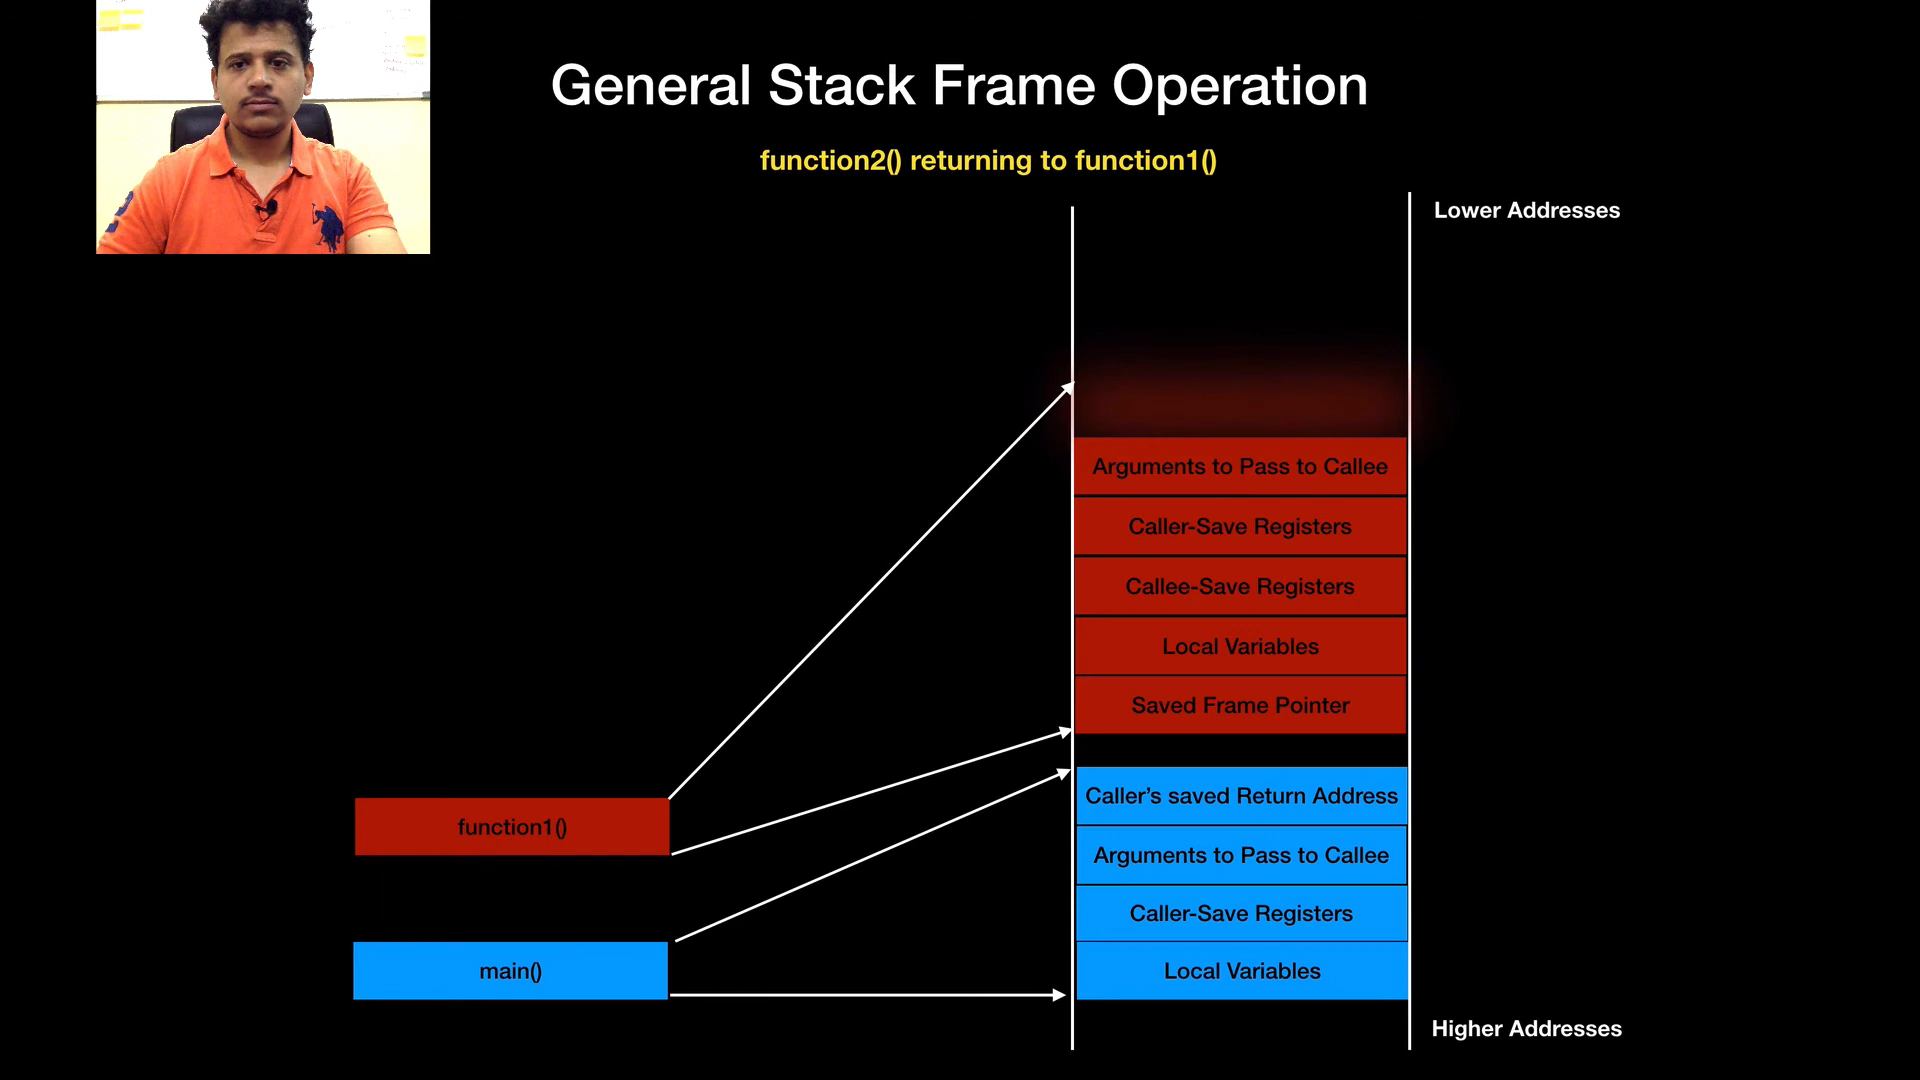 General Stack Frame Operation
function2() returning to function1()
Lower Addresses
Arguments to Pass to Callee
Caller-Save Registers
Callee-Save Registers
Local Variables
Saved Frame Pointer
function1()
Caller’s saved Return Address
Arguments to Pass to Callee
Caller-Save Registers
main()
Local Variables
Higher Addresses